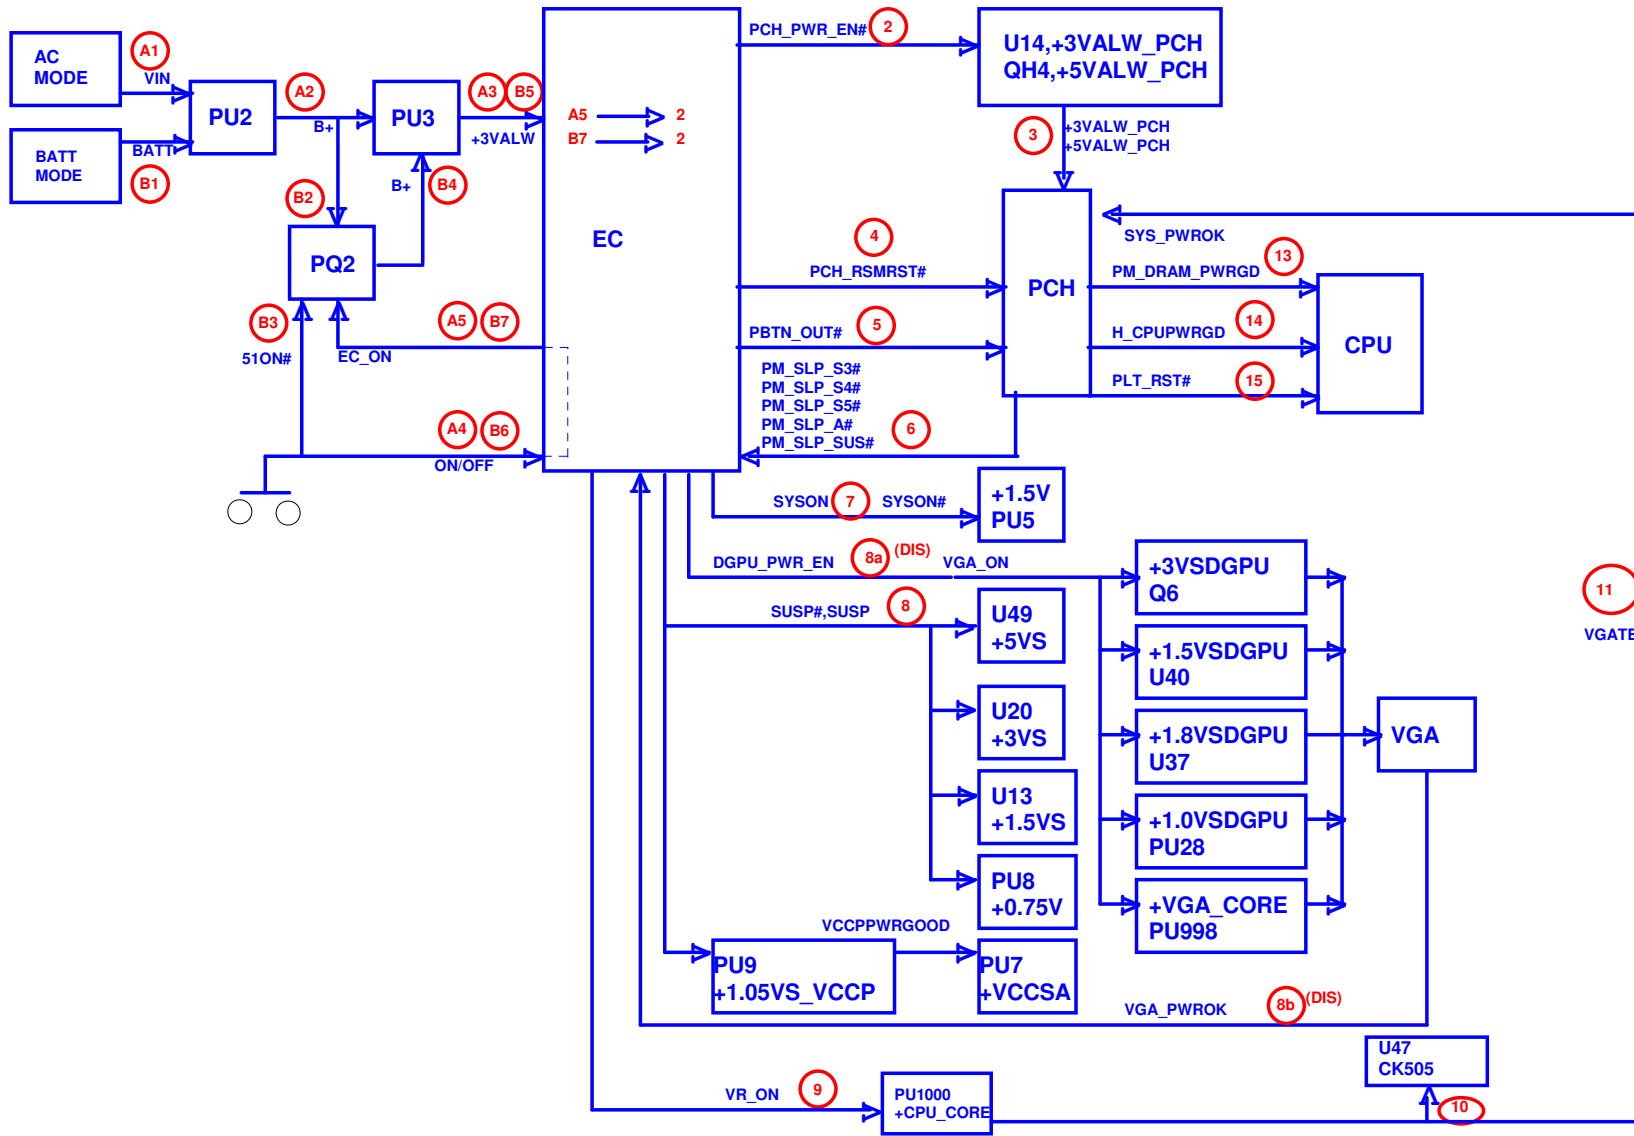 PCH_PWR_EN#
2
U14,+3VALW_PCH
QH4,+5VALW_PCH
AC
MODE
A1
VIN
PU2
A2
B+
PU3
A3
B5
+3VALW
A5
2
B7
2
3
+3VALW_PCH
+5VALW_PCH
BATT
MODE
BATT
B1
B2
B+
B4
PQ2
EC
4
PCH_RSMRST#
PCH
SYS_PWROK
PM_DRAM_PWRGD
13
B3
51ON#
EC_ON
A5
B7
PBTN_OUT#
5
H_CPUPWRGD
14
CPU
PM_SLP_S3#
PM_SLP_S4#
PM_SLP_S5#
PM_SLP_A#
PM_SLP_SUS#
6
PLT_RST#
15
A4
B6
ON/OFF
SYSON
7
SYSON#
+1.5V
PU5
DGPU_PWR_EN
8a
(DIS)
VGA_ON
+3VSDGPU
Q6
11
VGATE
SUSP#,SUSP
8
U49
+5VS
+1.5VSDGPU
U40
U20
+3VS
+1.8VSDGPU
U37
VGA
U13
+1.5VS
+1.0VSDGPU
PU28
PU8
+0.75V
+VGA_CORE
PU998
VCCPPWRGOOD
PU9
+1.05VS_VCCP
PU7
+VCCSA
VGA_PWROK
8b
(DIS)
U47
CK505
VR_ON
9
PU1000
+CPU_CORE
10